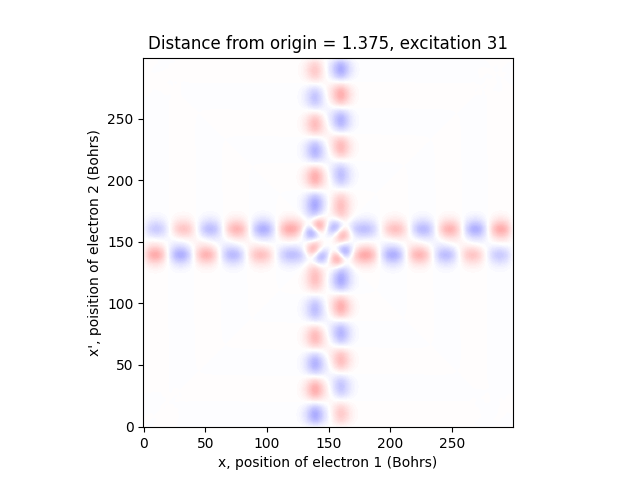 Distance from origin = 1.375, excitation 31
250
200
150
100
50
0
x', poisition of electron 2 (Bohrs)
0 50 100 150 200 250
x, position of electron 1 (Bohrs)